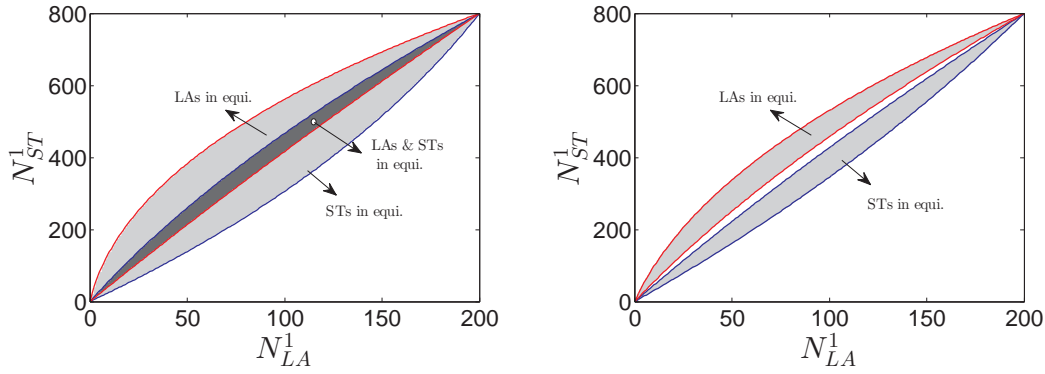 800
600
400
200
0
N^1_{ST}
LAs in equi.
LAs & STs
in equi.
STs in equi.
0 50 100 150 200
N^1_{LA}
800
600
400
200
0
N^1_{ST}
LAs in equi.
STs in equi.
0 50 100 150 200
N^1_{LA}